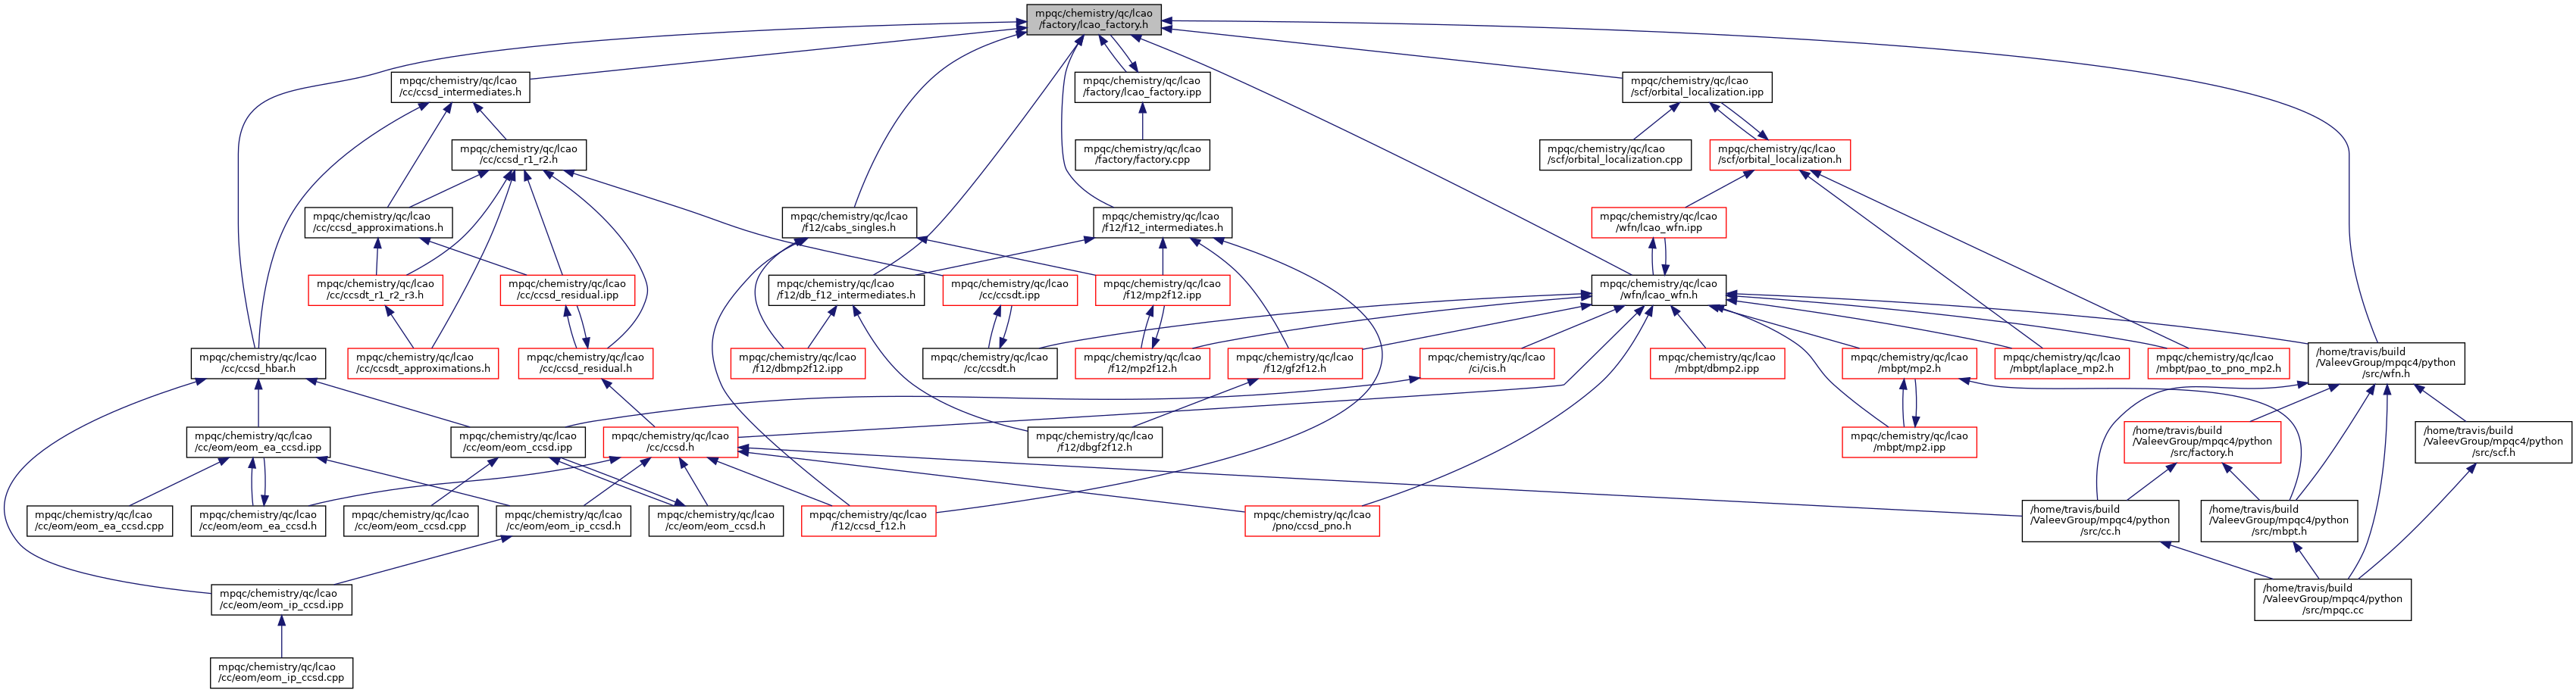 mpqc/chemistry/qc/lcao
/factory/lcao_factory.h
mpqc/chemistry/qc/lcao
/cc/ccsd_intermediates.h
mpqc/chemistry/qc/lcao
/factory/lcao_factory.ipp
mpqc/chemistry/qc/lcao
/scf/orbital_localization.ipp
mpqc/chemistry/qc/lcao
/cc/ccsd_r1_r2.h
mpqc/chemistry/qc/lcao
/factory/factory.cpp
mpqc/chemistry/qc/lcao
/scf/orbital_localization.cpp
mpqc/chemistry/qc/lcao
/scf/orbital_localization.h
mpqc/chemistry/qc/lcao
/cc/ccsd_approximations.h
mpqc/chemistry/qc/lcao
/f12/cabs_singles.h
mpqc/chemistry/qc/lcao
/f12/f12_intermediates.h
mpqc/chemistry/qc/lcao
/wfn/lcao_wfn.ipp
mpqc/chemistry/qc/lcao
/cc/ccsdt_r1_r2_r3.h
mpqc/chemistry/qc/lcao
/cc/ccsd_residual.ipp
mpqc/chemistry/qc/lcao
/f12/db_f12_intermediates.h
mpqc/chemistry/qc/lcao
/cc/ccsdt.ipp
mpqc/chemistry/qc/lcao
/f12/mp2f12.ipp
mpqc/chemistry/qc/lcao
/wfn/lcao_wfn.h
mpqc/chemistry/qc/lcao
/cc/ccsd_hbar.h
mpqc/chemistry/qc/lcao
/cc/ccsdt_approximations.h
mpqc/chemistry/qc/lcao
/cc/ccsd_residual.h
mpqc/chemistry/qc/lcao
/f12/dbmp2f12.ipp
mpqc/chemistry/qc/lcao
/cc/ccsdt.h
mpqc/chemistry/qc/lcao
/f12/mp2f12.h
mpqc/chemistry/qc/lcao
/f12/gf2f12.h
mpqc/chemistry/qc/lcao
/ci/cis.h
mpqc/chemistry/qc/lcao
/mbpt/dbmp2.ipp
mpqc/chemistry/qc/lcao
/mbpt/mp2.h
mpqc/chemistry/qc/lcao
/mbpt/laplace_mp2.h
mpqc/chemistry/qc/lcao
/mbpt/pao_to_pno_mp2.h
/home/travis/build
/ValeevGroup/mpqc4/python
/src/wfn.h
mpqc/chemistry/qc/lcao
/cc/eom/eom_ea_ccsd.ipp
mpqc/chemistry/qc/lcao
/cc/eom/eom_ccsd.ipp
mpqc/chemistry/qc/lcao
/cc/ccsd.h
mpqc/chemistry/qc/lcao
/f12/dbgf2f12.h
mpqc/chemistry/qc/lcao
/mbpt/mp2.ipp
/home/travis/build
/ValeevGroup/mpqc4/python
/src/factory.h
/home/travis/build
/ValeevGroup/mpqc4/python
/src/scf.h
mpqc/chemistry/qc/lcao
/cc/eom/eom_ea_ccsd.cpp
mpqc/chemistry/qc/lcao
/cc/eom/eom_ea_ccsd.h
mpqc/chemistry/qc/lcao
/cc/eom/eom_ccsd.cpp
mpqc/chemistry/qc/lcao
/cc/eom/eom_ip_ccsd.h
mpqc/chemistry/qc/lcao
/cc/eom/eom_ccsd.h
mpqc/chemistry/qc/lcao
/f12/ccsd_f12.h
mpqc/chemistry/qc/lcao
/pno/ccsd_pno.h
/home/travis/build
/ValeevGroup/mpqc4/python
/src/cc.h
/home/travis/build
/ValeevGroup/mpqc4/python
/src/mbpt.h
mpqc/chemistry/qc/lcao
/cc/eom/eom_ip_ccsd.ipp
/home/travis/build
/ValeevGroup/mpqc4/python
/src/mpqc.cc
mpqc/chemistry/qc/lcao
/cc/eom/eom_ip_ccsd.cpp